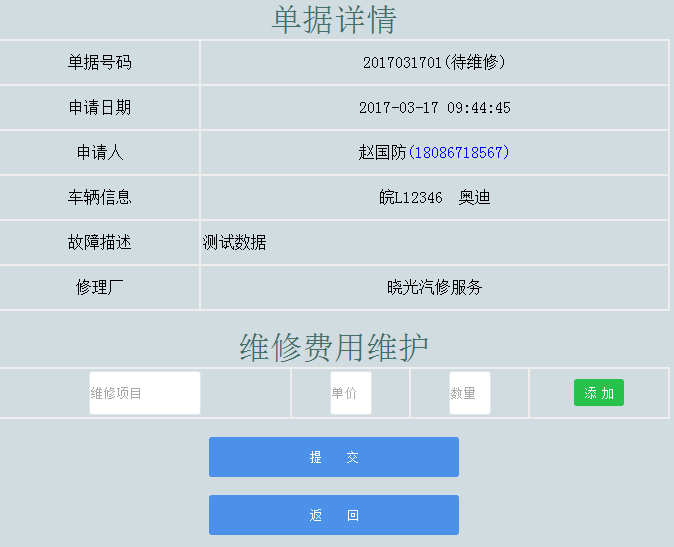 单据详情
单据号码 2017031701(待维修)
申请日期 2017-03-17 09:44:45
申请人 赵国防(18086718567)
车辆信息 皖L12346 奥迪
故障描述 测试数据
修理厂 晓光汽修服务
维修费用维护
维修项目 单价 数量 添 加
提 交
返 回